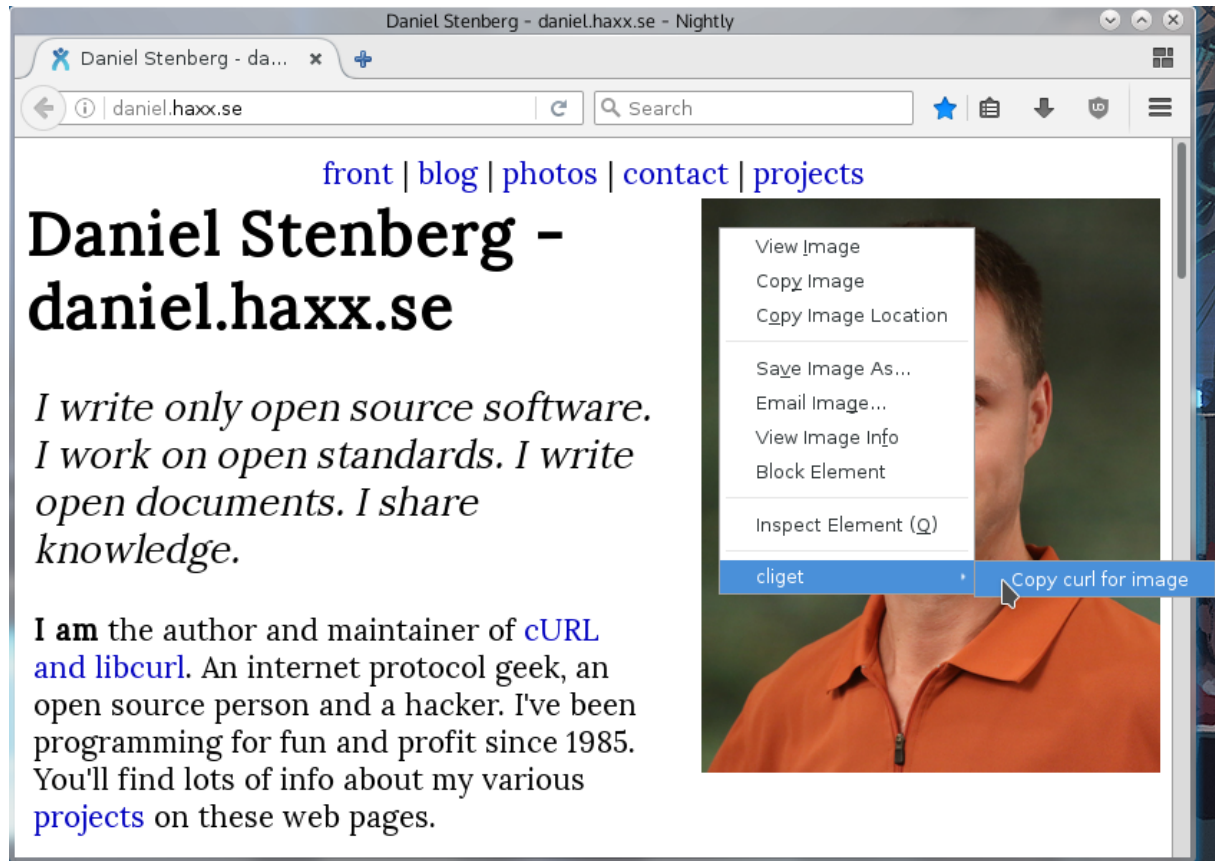 Daniel Stenberg - daniel.haxx.se - Nightly
Daniel Stenberg - da...
daniel.haxx.se
Search
front | blog | photos | contact | projects
Daniel Stenberg -
daniel.haxx.se
I write only open source software.
I work on open standards. I write
open documents. I share
knowledge.
I am the author and maintainer of cURL
and libcurl. An internet protocol geek, an
open source person and a hacker. I've been
programming for fun and profit since 1985.
You'll find lots of info about my various
projects on these web pages.
View Image
Copy Image
Copy Image Location
Save Image As...
Email Image...
View Image Info
Block Element
Inspect Element (Q)
cliget
Copy curl for image